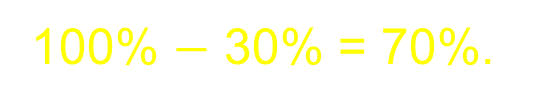 100% – 30% = 70%.